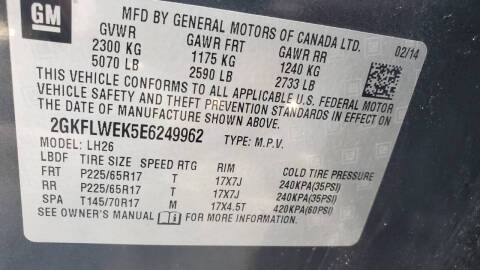 GM
MFD BY GENERAL MOTORS OF CANADA LTD.
GVWR GAWR FRT GAWR RR 02/14
2300 KG 1175 KG 1240 KG
5070 LB 2590 LB 2733 LB
THIS VEHICLE CONFORMS TO ALL APPLICABLE U.S. FEDERAL MOTOR
VEHICLE SAFETY AND THEFT PREVENTION STANDARDS IN EFFECT ON
THE DATE OF MANUFACTURE SHOWN ABOVE.
2GKFLWEK5E6249962 TYPE: M.P.V.
MODEL: LH26
LBDF TIRE SIZE SPEED RTG RIM COLD TIRE PRESSURE
FRT P225/65R17 T 17X7J 240KPA(35PSI)
RR P225/65R17 T 17X7J 240KPA(35PSI)
SPA T145/70R17 M 17X4.5T 420KPA(60PSI)
SEE OWNER'S MANUAL FOR MORE INFORMATION.